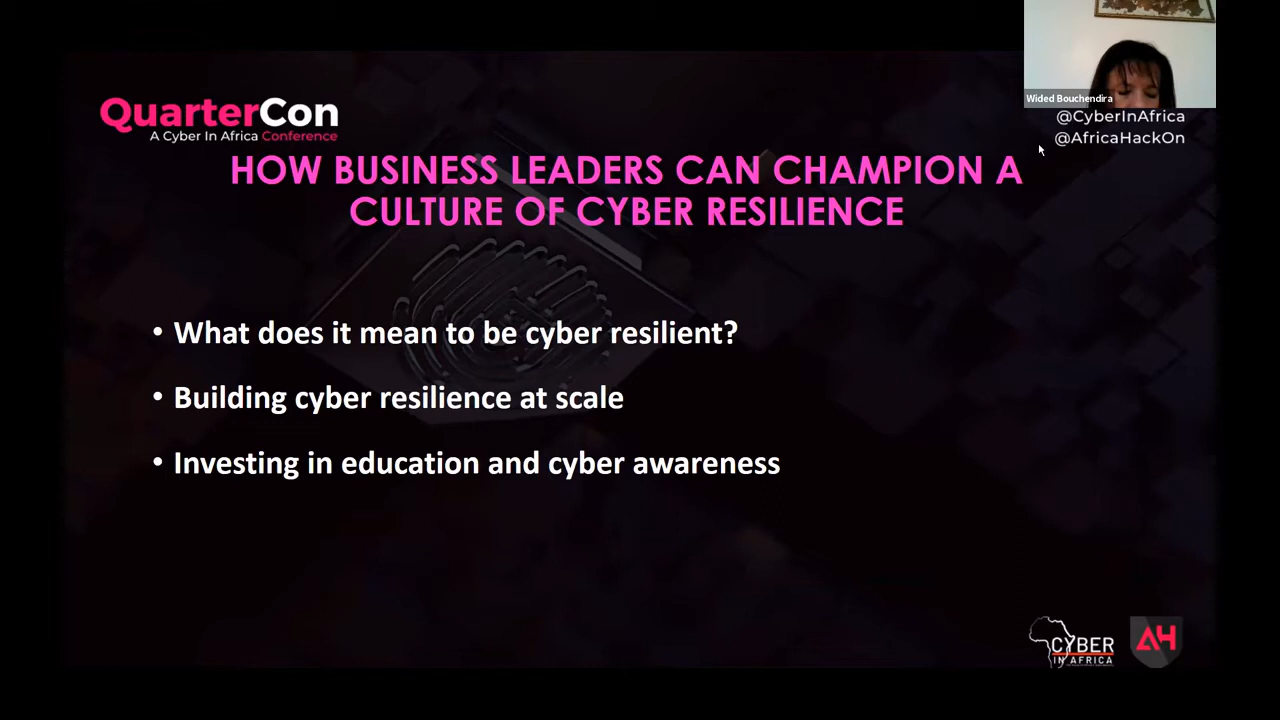 QuarterCon
A Cyber In Africa Conference
Wided Bouchendira
@CyberInAfrica
@AfricaHackOn
HOW BUSINESS LEADERS CAN CHAMPION A
CULTURE OF CYBER RESILIENCE
• What does it mean to be cyber resilient?
• Building cyber resilience at scale
• Investing in education and cyber awareness
CYBER
IN AFRICA
AH